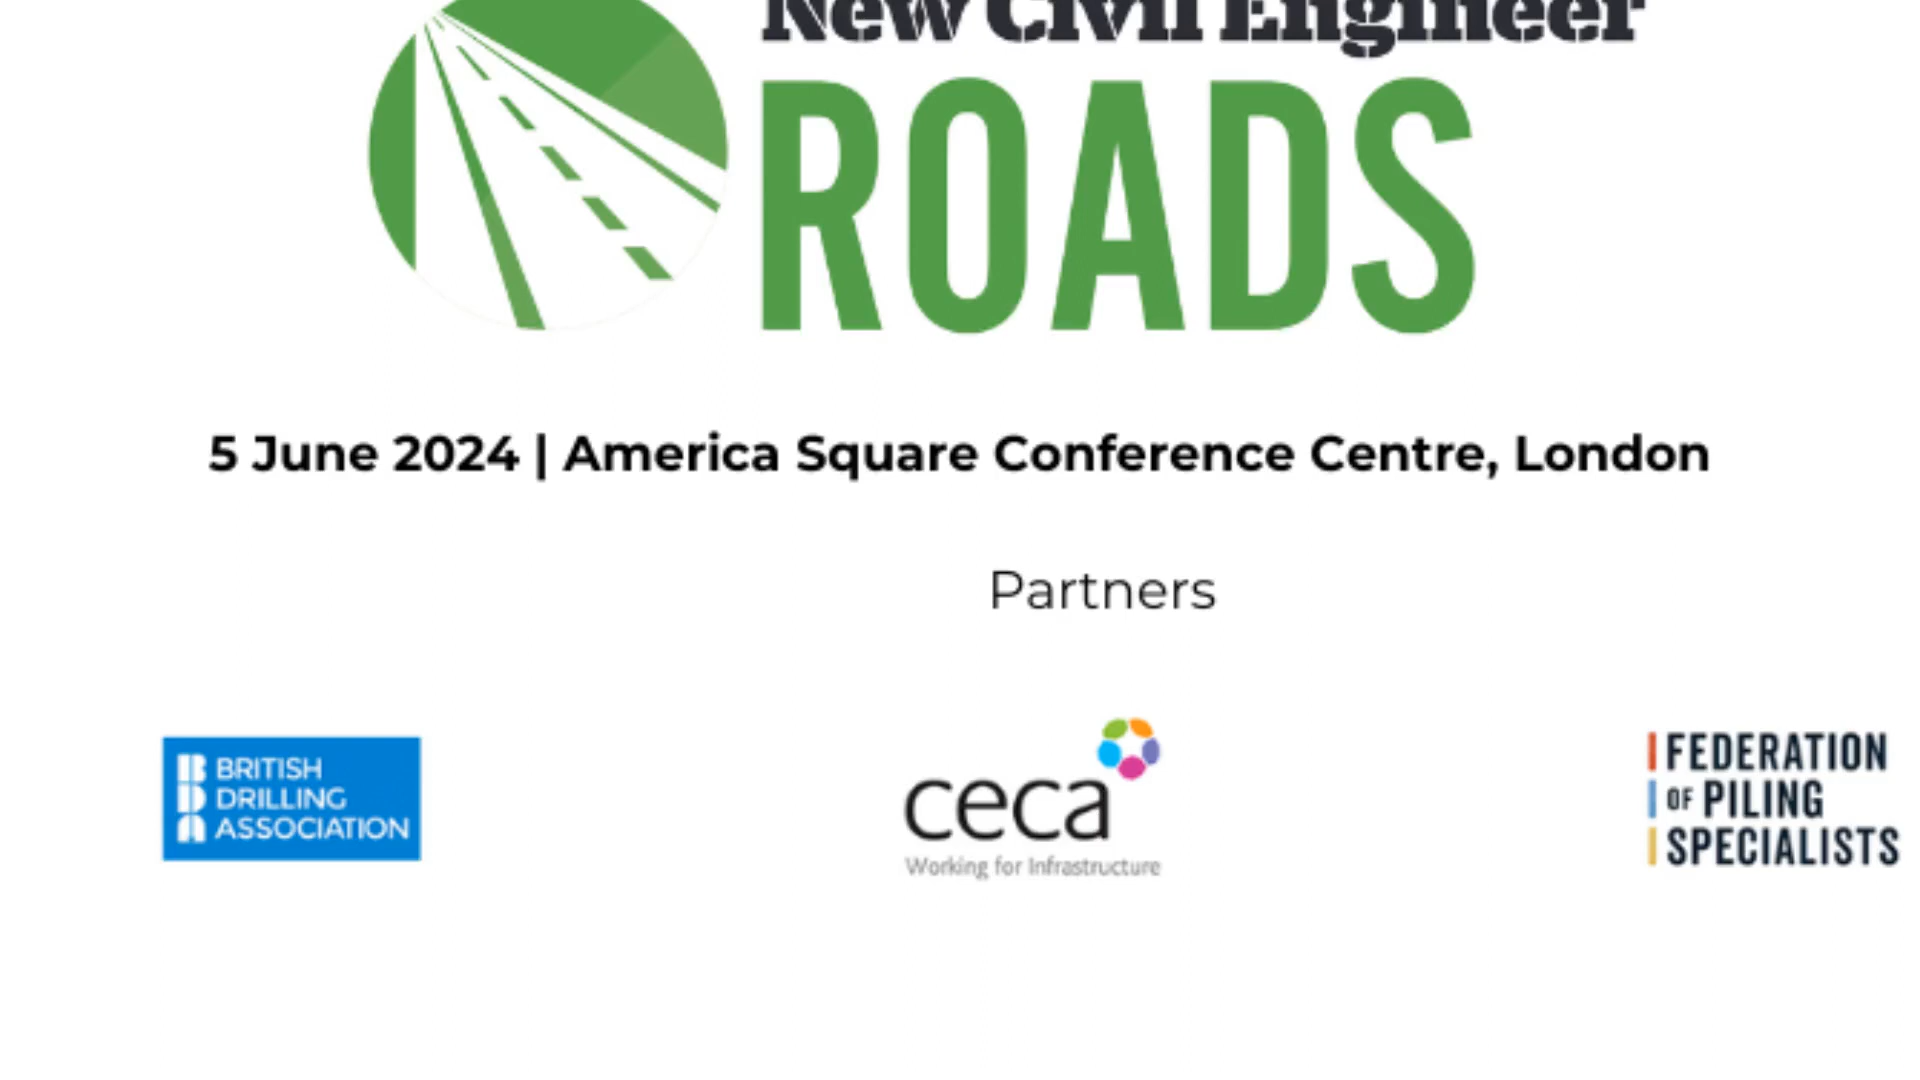 New Civil Engineer
ROADS
5 June 2024 | America Square Conference Centre, London
Partners
BRITISH
DRILLING
ASSOCIATION
ceca
Working for Infrastructure
FEDERATION
OF PILING
SPECIALISTS